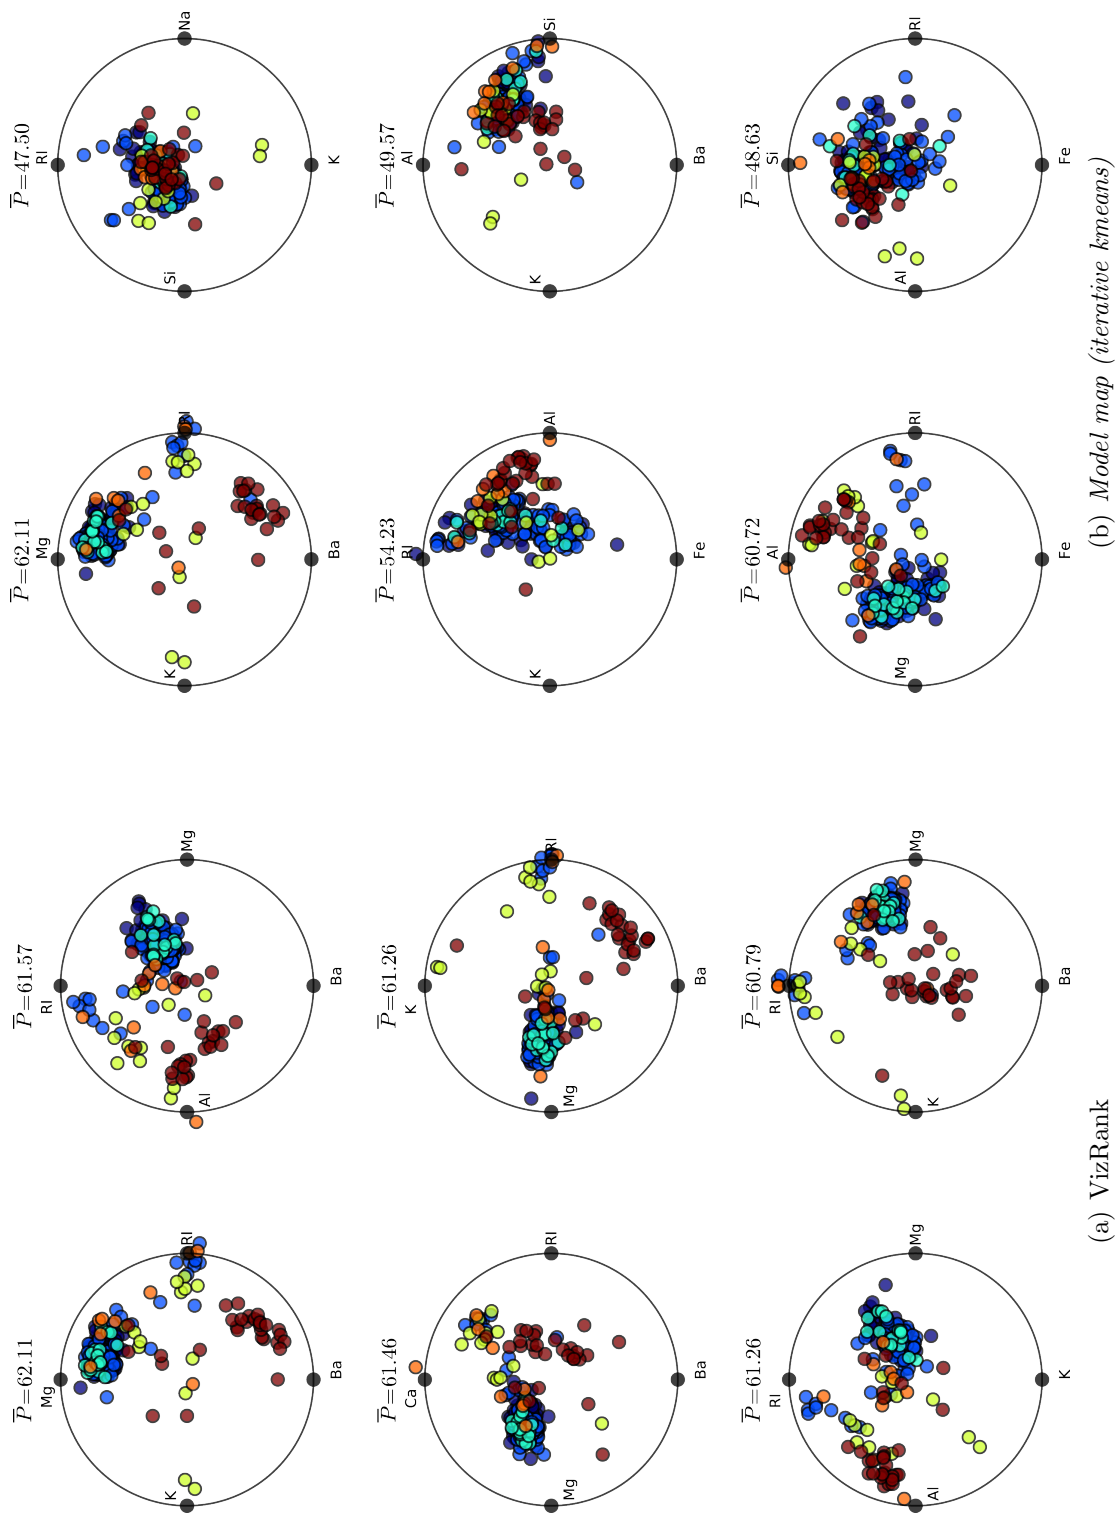 P̅=62.11
Mg
K
RI
Ba
P̅=61.57
RI
Al
Mg
Ba
P̅=62.11
Mg
K
RI
Ba
P̅=47.50
RI
Si
Na
K
P̅=61.46
Ca
Mg
RI
Ba
P̅=61.26
K
Mg
RI
Ba
P̅=54.23
RI
K
Al
Fe
P̅=49.57
Al
K
Si
Ba
P̅=61.26
RI
Al
Mg
K
P̅=60.79
RI
K
Mg
Ba
P̅=60.72
Al
Mg
RI
Fe
P̅=48.63
Si
Al
RI
Fe
(a) VizRank
(b) Model map (iterative kmeans)